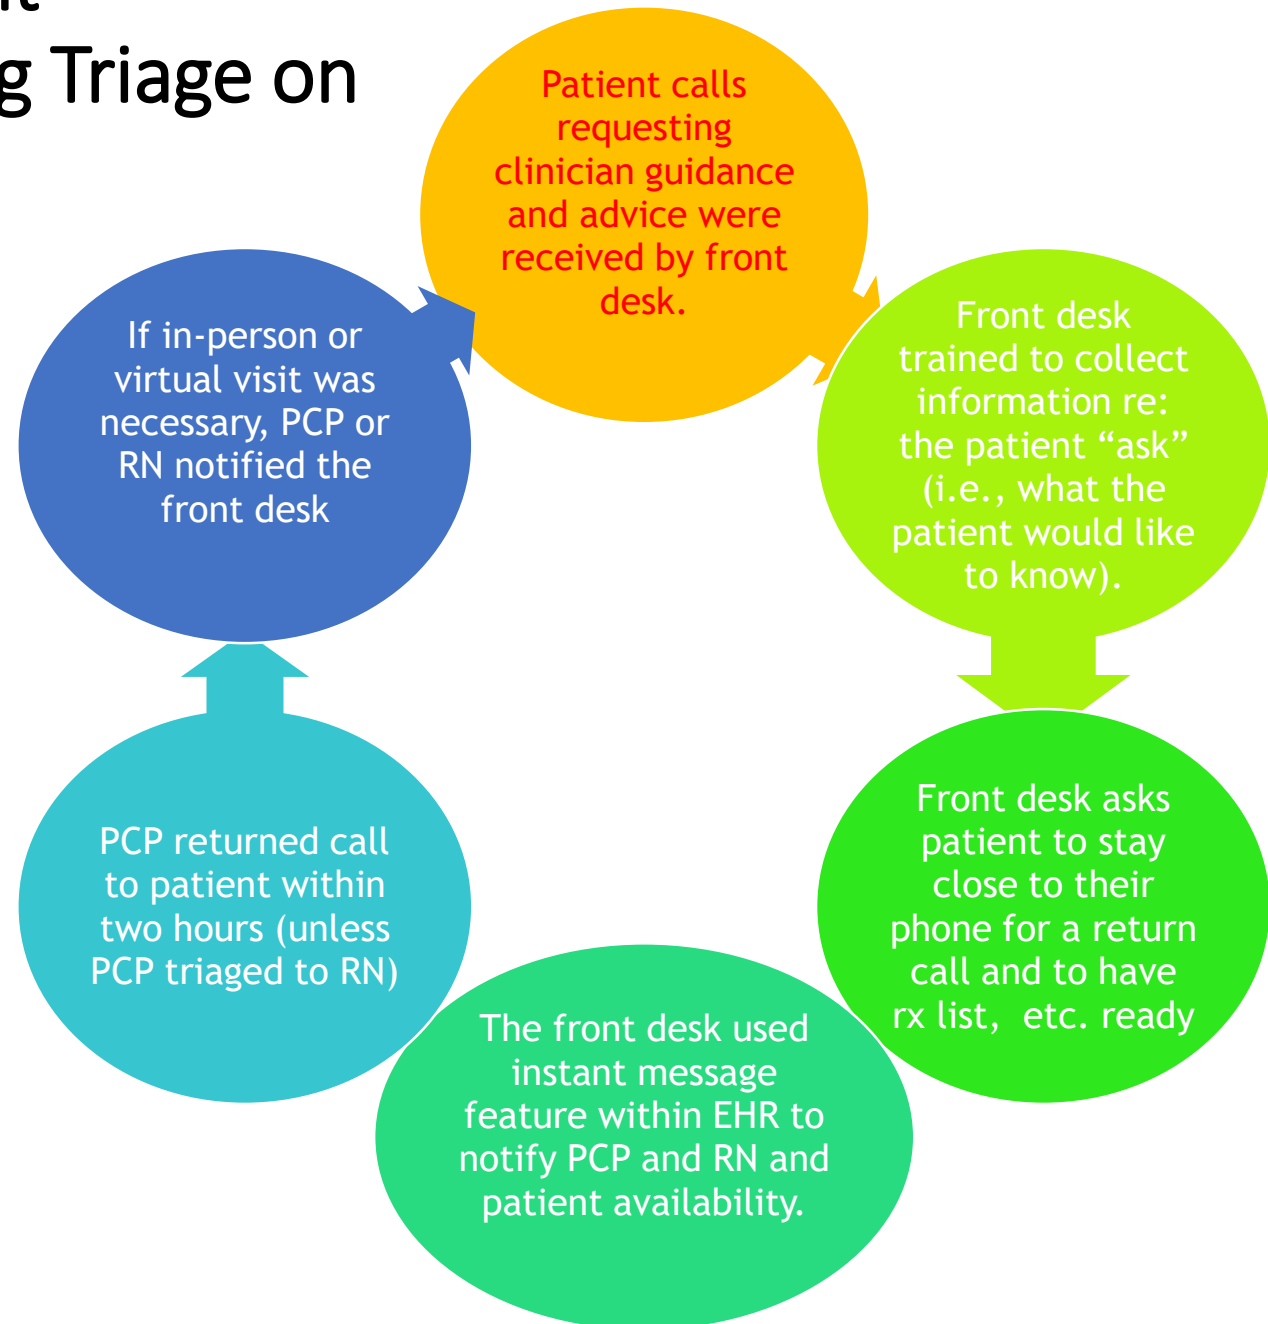 g Triage on
Patient calls
requesting
clinician guidance
and advice were
received by front
desk.
Front desk
trained to collect
information re:
the patient “ask”
(i.e., what the
patient would like
to know).
Front desk asks
patient to stay
close to their
phone for a return
call and to have
rx list, etc. ready
The front desk used
instant message
feature within EHR to
notify PCP and RN and
patient availability.
PCP returned call
to patient within
two hours (unless
PCP triaged to RN)
If in-person or
virtual visit was
necessary, PCP or
RN notified the
front desk